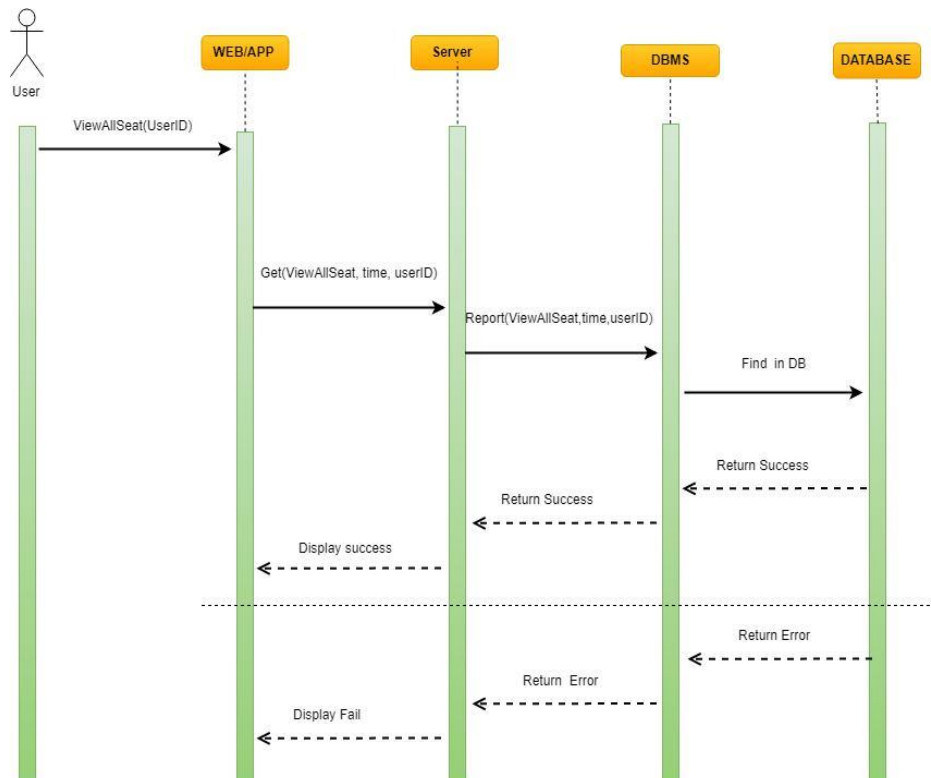 User
WEB/APP
Server
DBMS
DATABASE
ViewAllSeat(UserID)
Get(ViewAllSeat, time, userID)
Report(ViewAllSeat,time,userID)
Find in DB
Return Success
Return Success
Display success
Return Error
Return Error
Display Fail